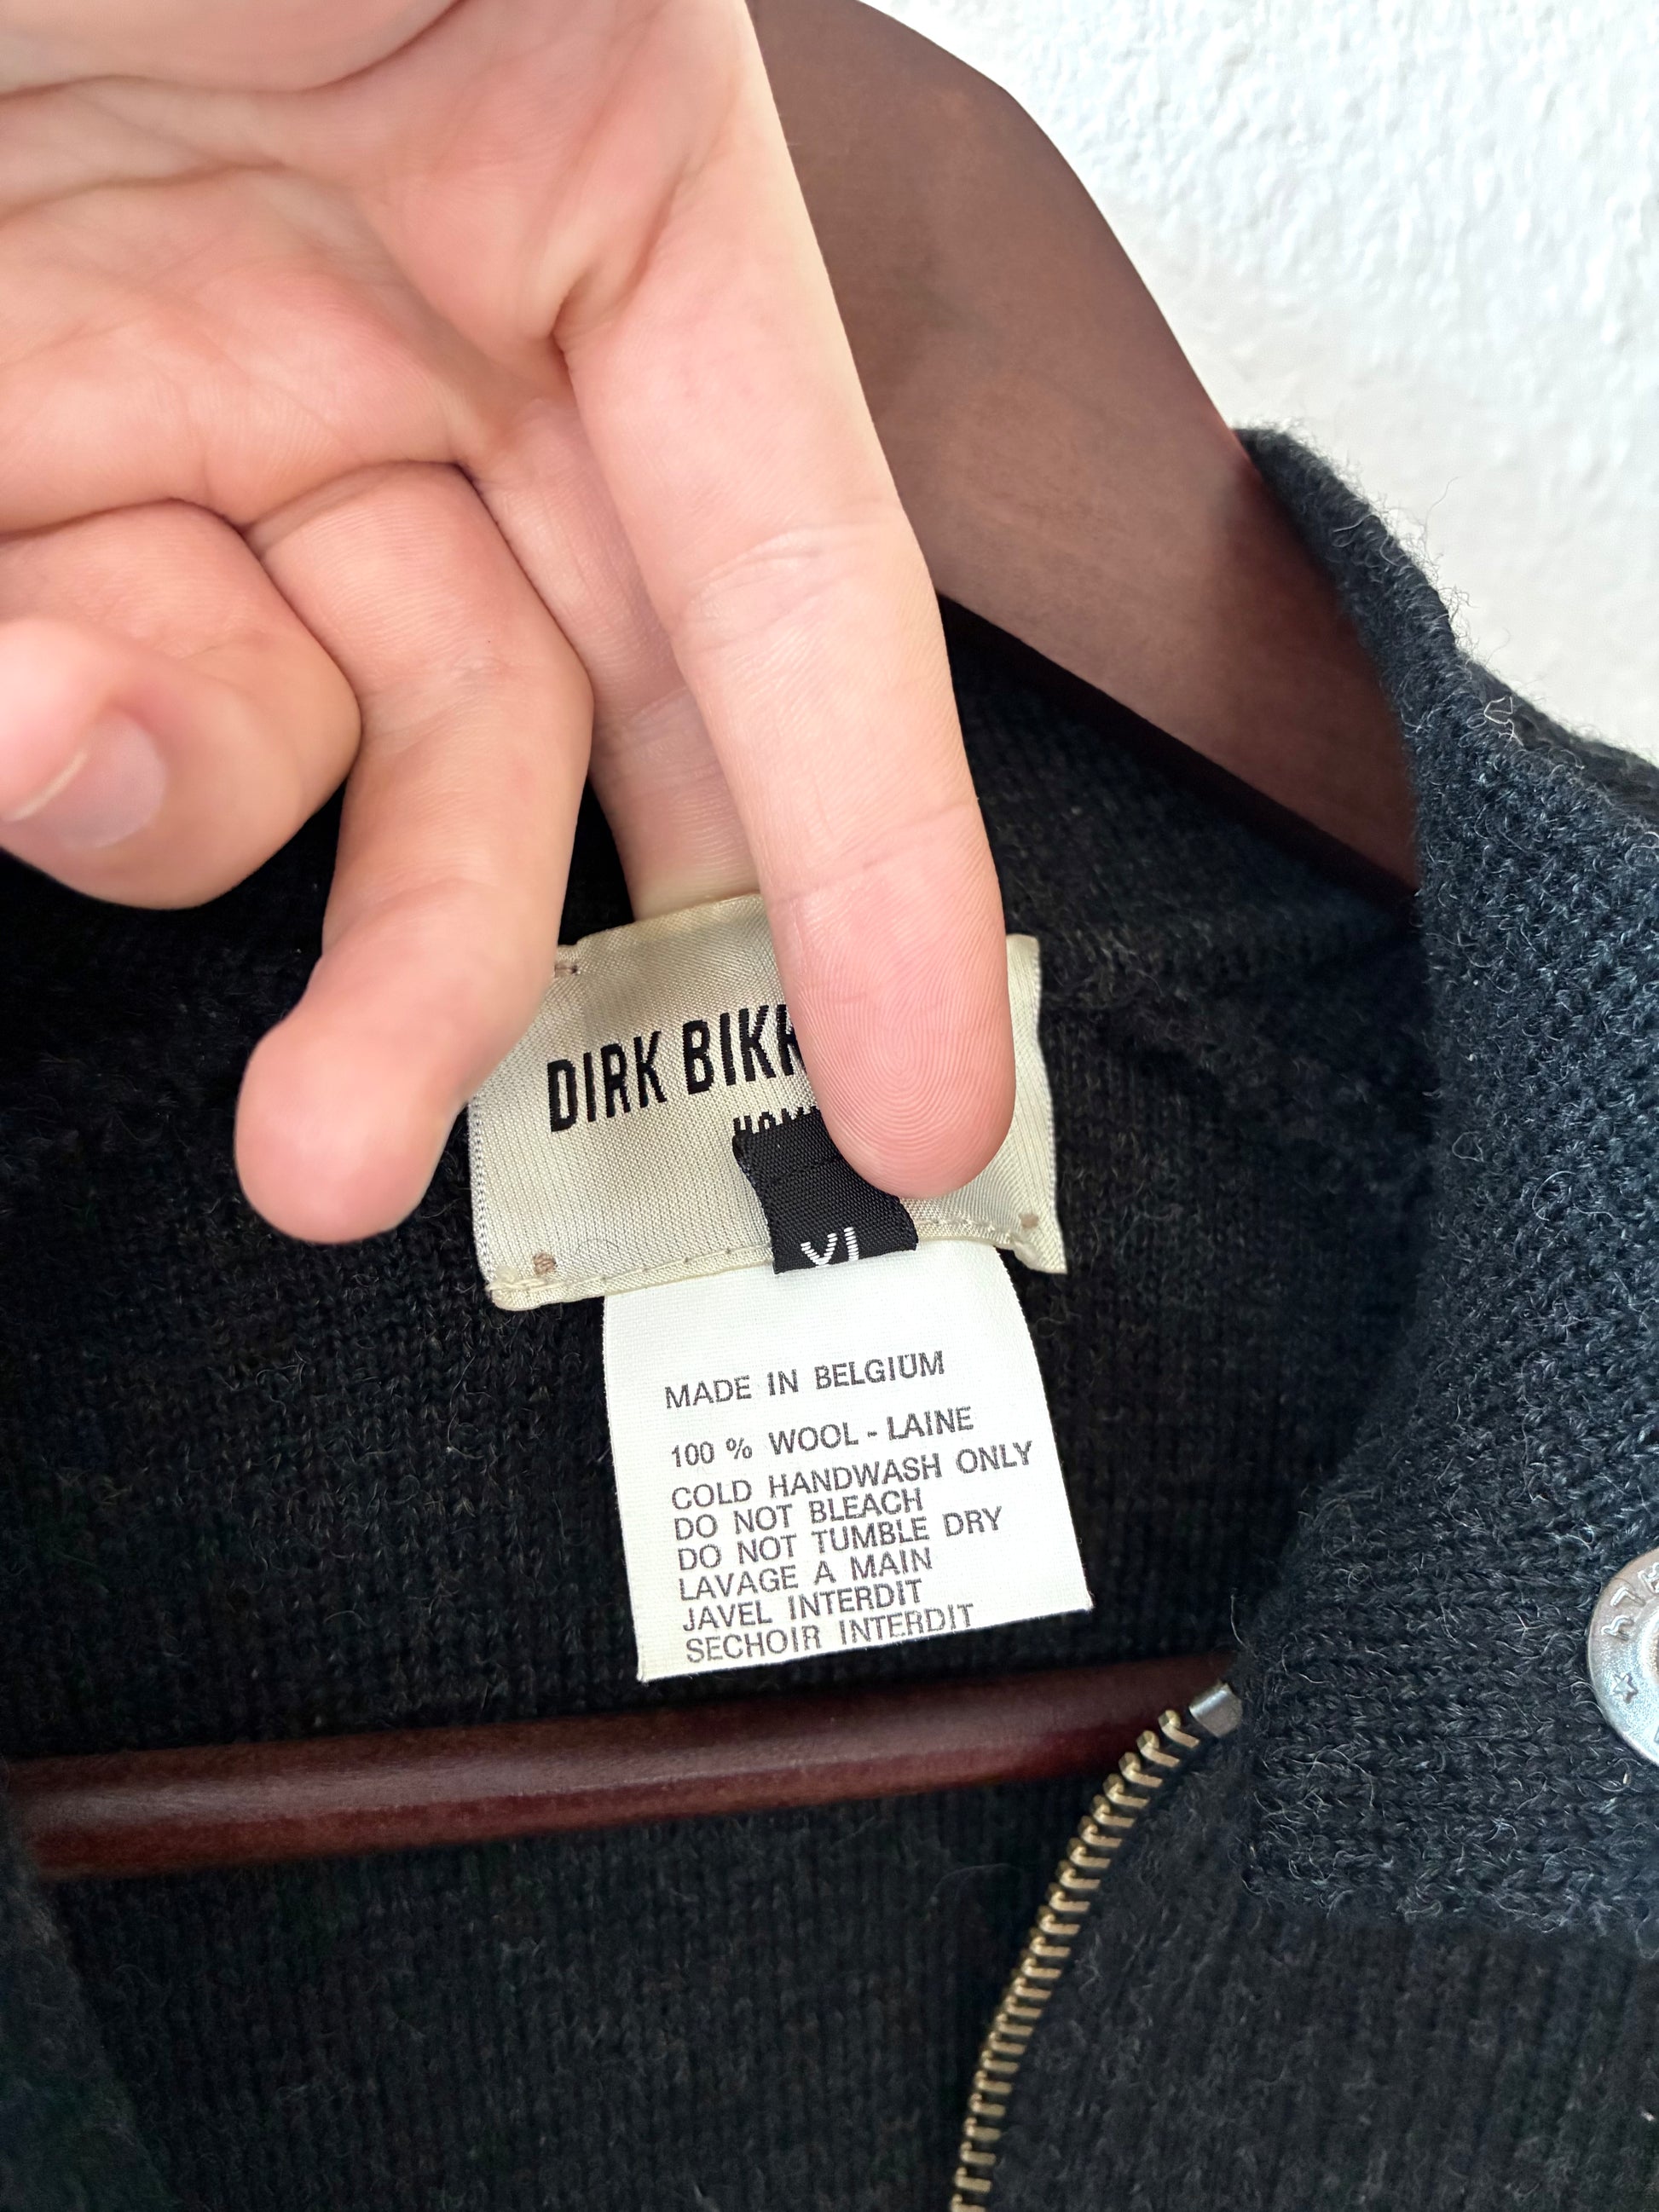 DIRK BIKK
HOM
MADE IN BELGIUM
100 % WOOL - LAINE
COLD HANDWASH ONLY
DO NOT BLEACH
DO NOT TUMBLE DRY
LAVAGE A MAIN
JAVEL INTERDIT
SECHOIR INTERDIT